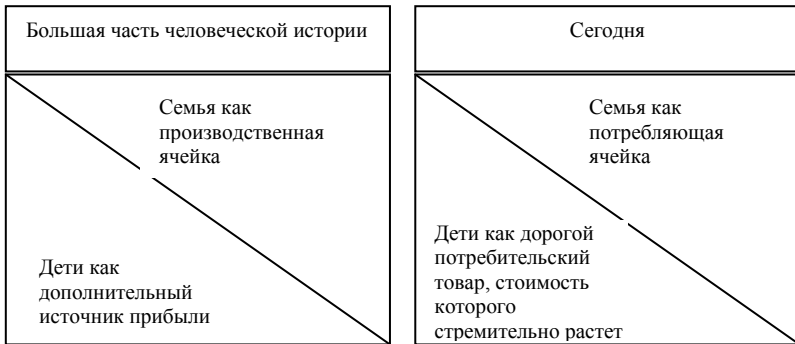 Большая часть человеческой истории
Семья как
производственная
ячейка
Дети как
дополнительный
источник прибыли
Сегодня
Семья как
потребляющая
ячейка
Дети как дорогой
потребительский
товар, стоимость
которого
стремительно растет